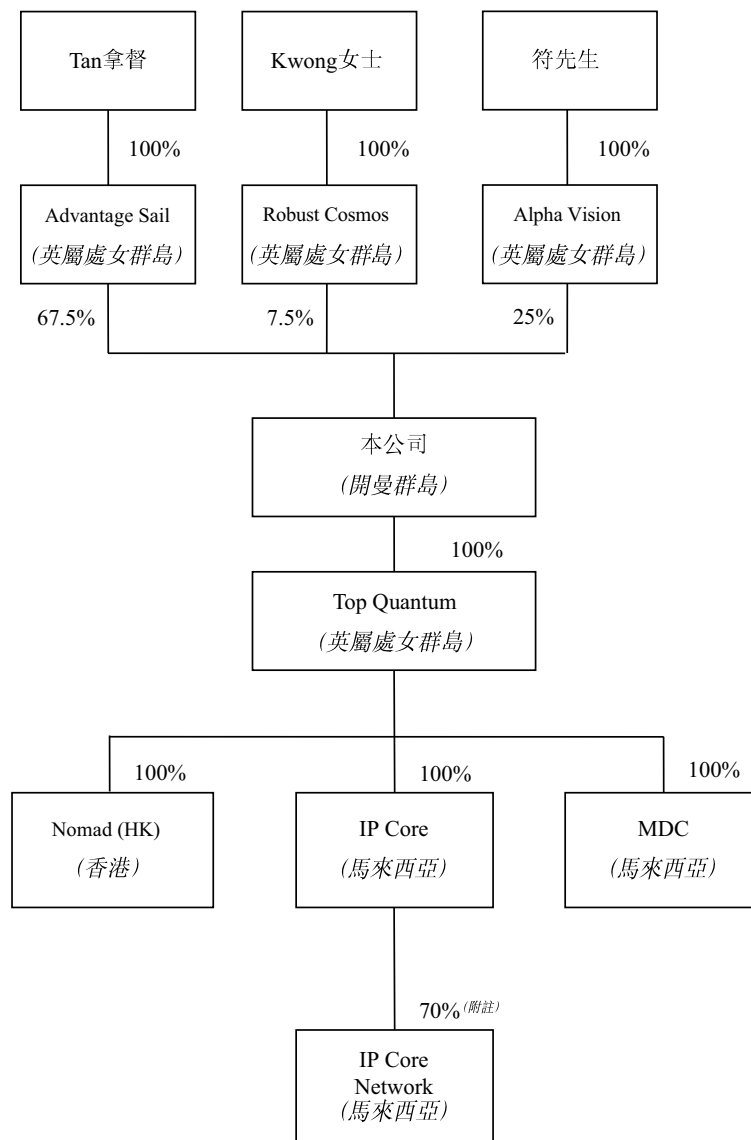 Tan拿督
Kwong女士
符先生
100%
100%
100%
Advantage Sail
(英屬處女群島)
Robust Cosmos
(英屬處女群島)
Alpha Vision
(英屬處女群島)
67.5%
7.5%
25%
本公司
(開曼群島)
100%
Top Quantum
(英屬處女群島)
100%
100%
100%
Nomad (HK)
(香港)
IP Core
(馬來西亞)
MDC
(馬來西亞)
70%(附註)
IP Core
Network
(馬來西亞)